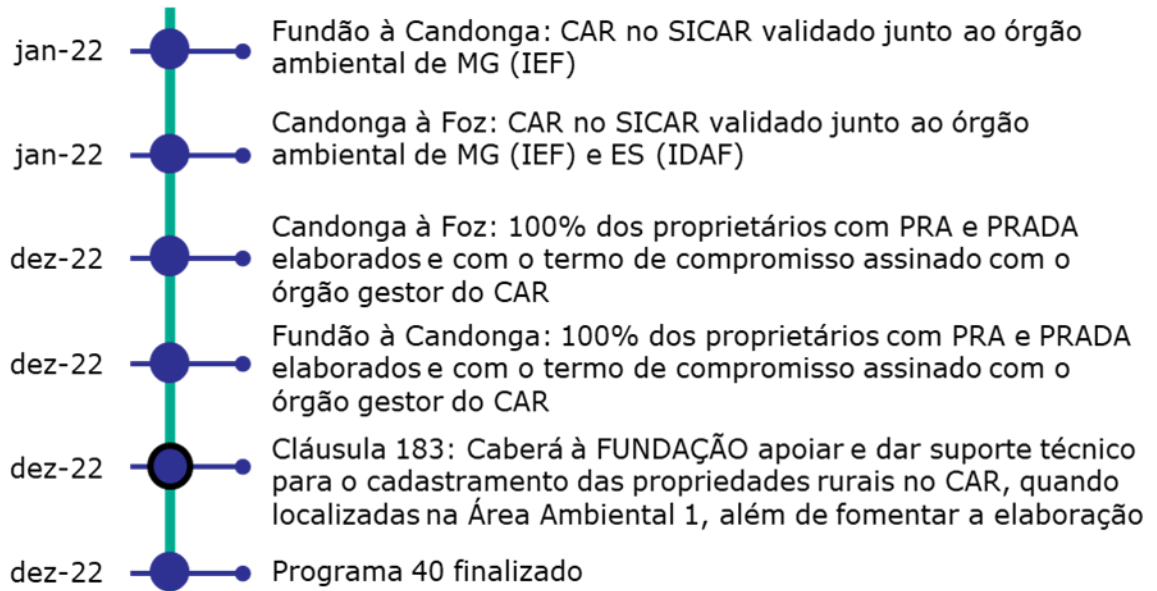 jan-22
Fundão à Candonga: CAR no SICAR validado junto ao órgão
ambiental de MG (IEF)
jan-22
Candonga à Foz: CAR no SICAR validado junto ao órgão
ambiental de MG (IEF) e ES (IDAF)
dez-22
Candonga à Foz: 100% dos proprietários com PRA e PRADA
elaborados e com o termo de compromisso assinado com o
órgão gestor do CAR
dez-22
Fundão à Candonga: 100% dos proprietários com PRA e PRADA
elaborados e com o termo de compromisso assinado com o
órgão gestor do CAR
dez-22
Cláusula 183: Caberá à FUNDAÇÃO apoiar e dar suporte técnico
para o cadastramento das propriedades rurais no CAR, quando
localizadas na Área Ambiental 1, além de fomentar a elaboração
dez-22
Programa 40 finalizado